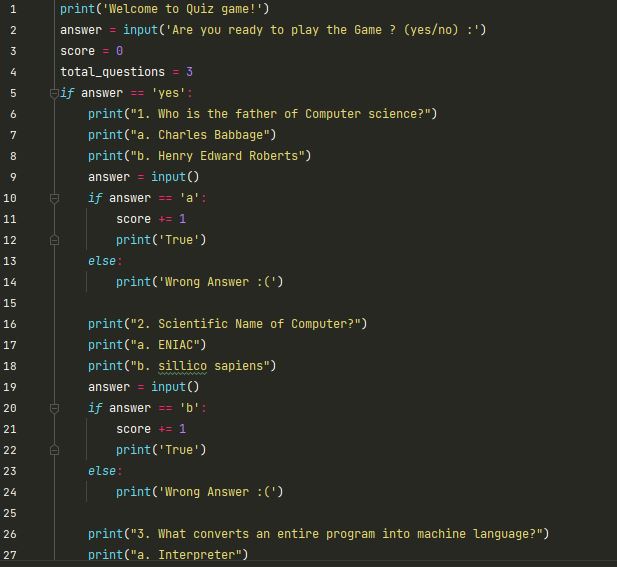 1 print('Welcome to Quiz game!')
2 answer = input('Are you ready to play the Game ? (yes/no) :')
3 score = 0
4 total_questions = 3
5 if answer == 'yes':
6     print("1. Who is the father of Computer science?")
7     print("a. Charles Babbage")
8     print("b. Henry Edward Roberts")
9     answer = input()
10     if answer == 'a':
11         score += 1
12         print('True')
13     else:
14         print('Wrong Answer :(')
15
16     print("2. Scientific Name of Computer?")
17     print("a. ENIAC")
18     print("b. sillico sapiens")
19     answer = input()
20     if answer == 'b':
21         score += 1
22         print('True')
23     else:
24         print('Wrong Answer :(')
25
26     print("3. What converts an entire program into machine language?")
27     print("a. Interpreter")